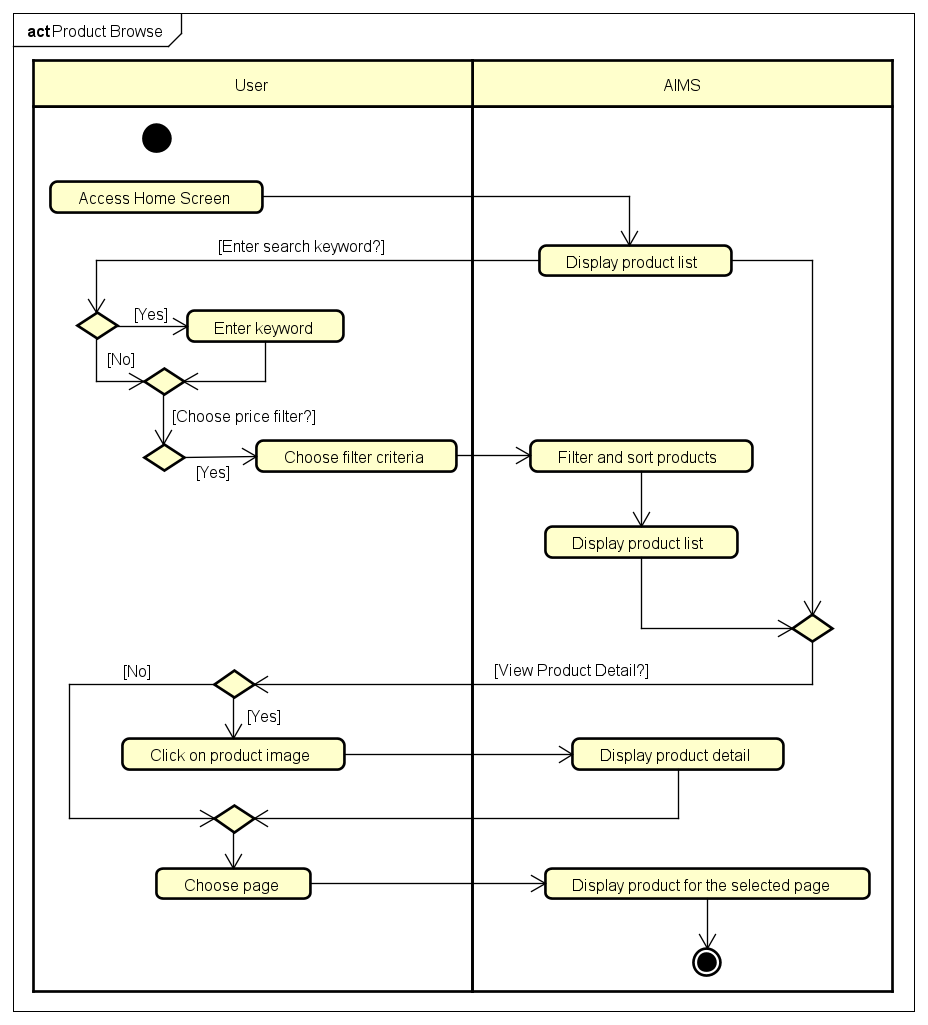 act Product Browse
User
AIMS
Access Home Screen
[Enter search keyword?]
Display product list
[Yes]
Enter keyword
[No]
[Choose price filter?]
Choose filter criteria
Filter and sort products
[Yes]
Display product list
[No]
[View Product Detail?]
[Yes]
Click on product image
Display product detail
Choose page
Display product for the selected page